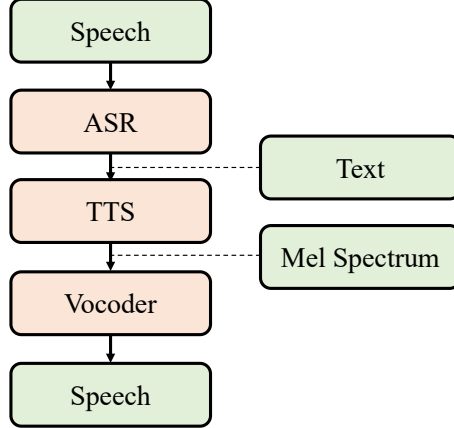 Speech
ASR
Text
TTS
Mel Spectrum
Vocoder
Speech